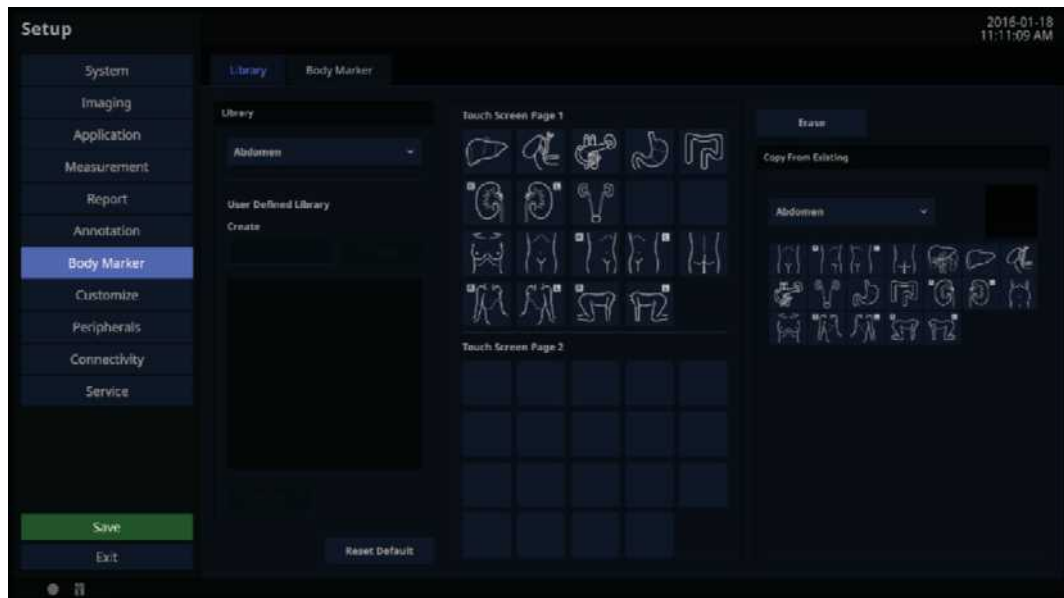 Setup
2016-01-18
11:11:09 AM
System
Imaging
Application
Measurement
Report
Annotation
Body Marker
Customize
Peripherals
Connectivity
Service
Save
Exit
Library
Body Marker
Library
Abdomen
User Defined Library
Create
Reset Default
Touch Screen Page 1
Touch Screen Page 2
Erase
Copy From Existing
Abdomen